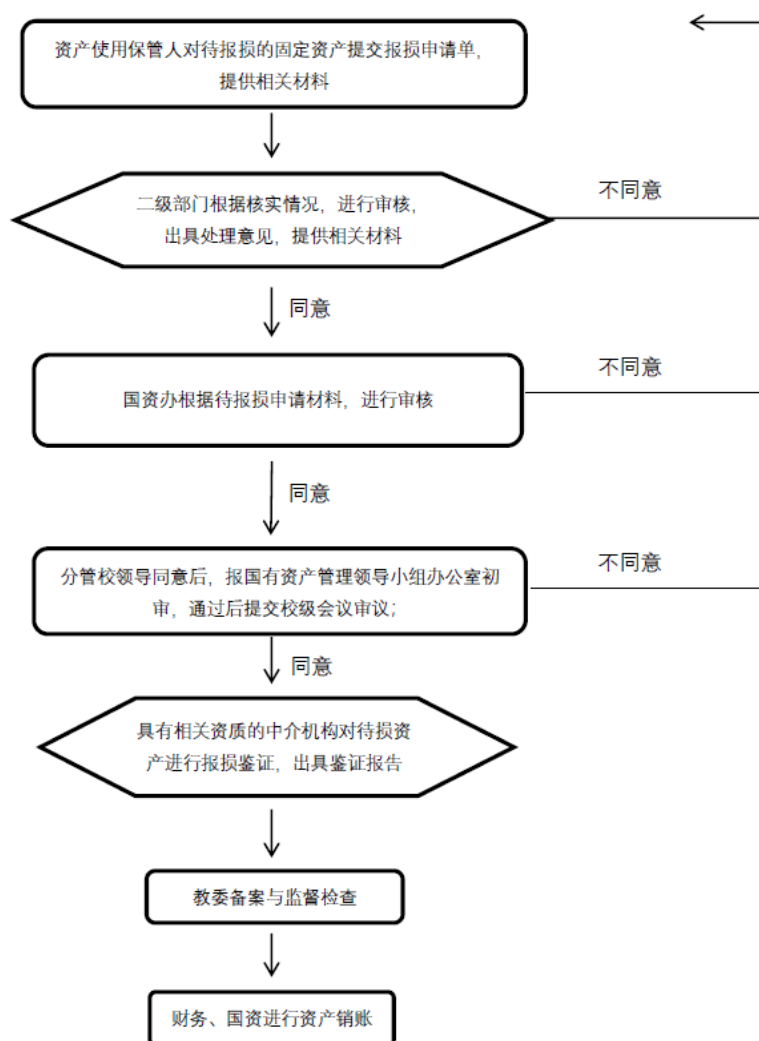 资产使用保管人对待报损的固定资产提交报损申请单，
提供相关材料
二级部门根据核实情况，进行审核，
出具处理意见，提供相关材料
不同意
同意
国资办根据待报损申请材料，进行审核
不同意
同意
分管校领导同意后，报国有资产管理领导小组办公室初
审，通过后提交校级会议审议；
不同意
同意
具有相关资质的中介机构对待损资
产进行报损鉴证，出具鉴证报告
教委备案与监督检查
财务、国资进行资产销账